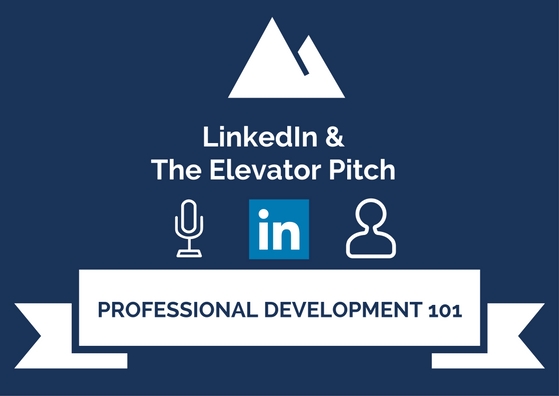 LinkedIn &
The Elevator Pitch
in
PROFESSIONAL DEVELOPMENT 101